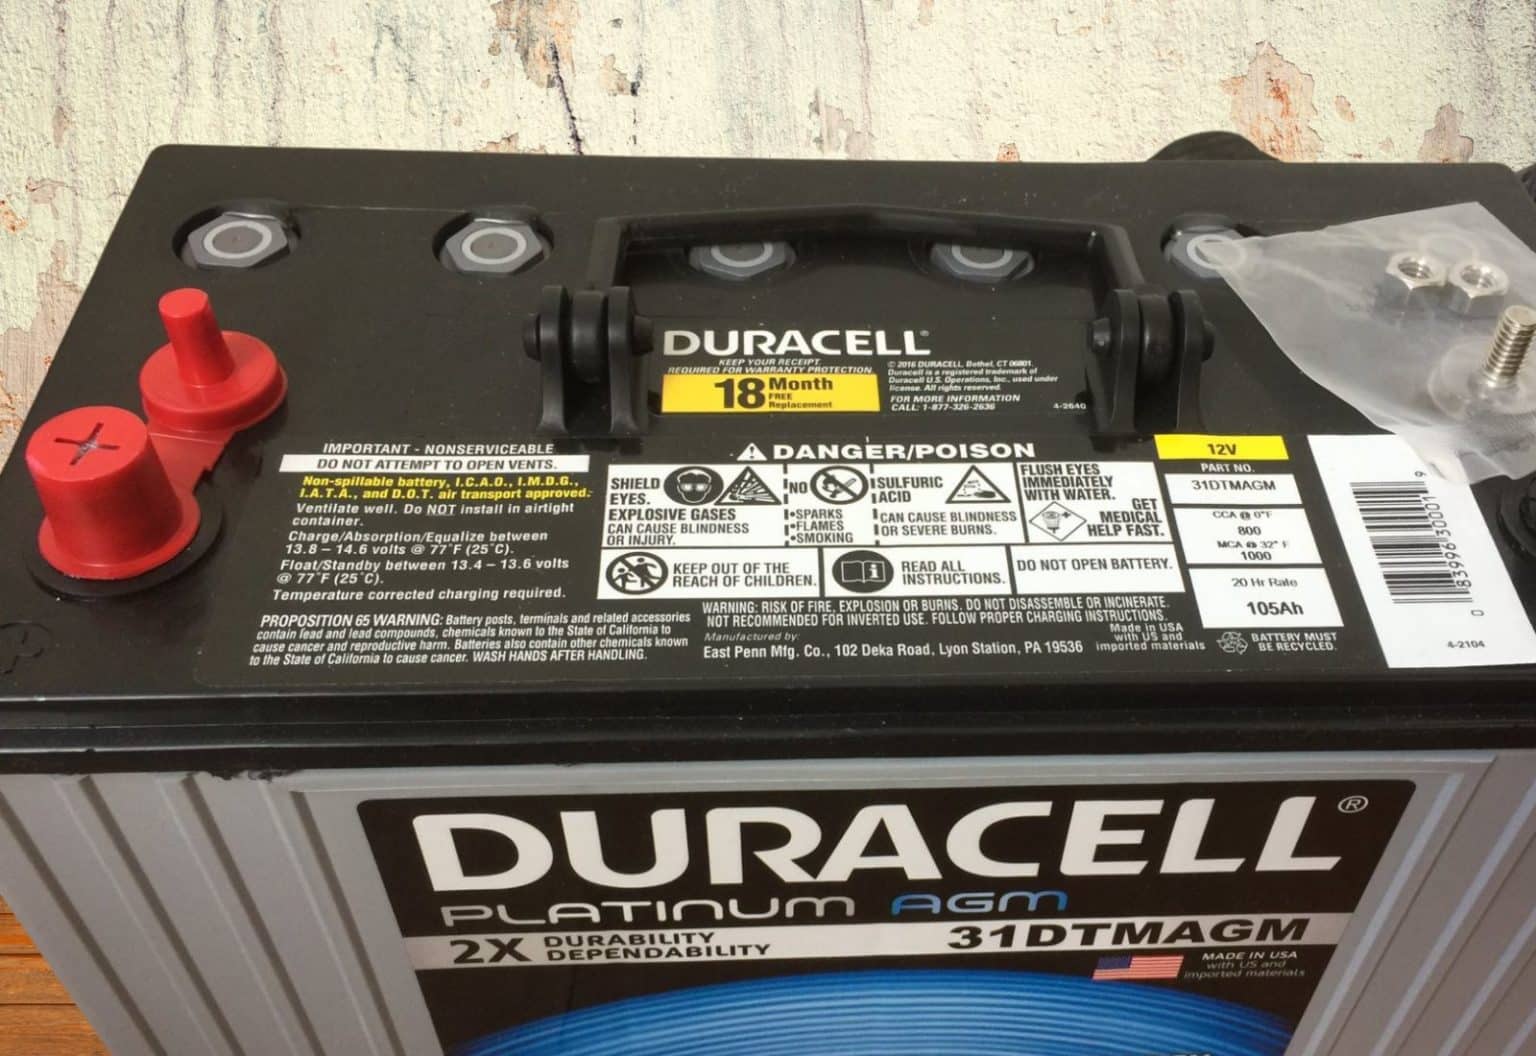 DURACELL®
KEEP YOUR RECEIPT.
REQUIRED FOR WARRANTY PROTECTION
18 Month
FREE
Replacement
© 2016 DURACELL, Bethel, CT 06801.
Duracell is a registered trademark of
Duracell U.S. Operations, Inc., used under
license. All rights reserved.
FOR MORE INFORMATION
CALL: 1-877-326-2636
4-2640
IMPORTANT - NONSERVICEABLE
DO NOT ATTEMPT TO OPEN VENTS.
Non-spillable battery, I.C.A.O., I.M.D.G.,
I.A.T.A., and D.O.T. air transport approved.
Ventilate well. Do NOT install in airtight
container.
Charge/Absorption/Equalize between
13.8 – 14.6 volts @ 77°F (25°C).
Float/Standby between 13.4 – 13.6 volts
@ 77°F (25°C).
Temperature corrected charging required.
DANGER/POISON
SHIELD
EYES.
EXPLOSIVE GASES
CAN CAUSE BLINDNESS
OR INJURY.
NO
•SPARKS
•FLAMES
•SMOKING
SULFURIC
ACID
CAN CAUSE BLINDNESS
OR SEVERE BURNS.
FLUSH EYES
IMMEDIATELY
WITH WATER.
GET
MEDICAL
HELP FAST.
KEEP OUT OF THE
REACH OF CHILDREN.
READ ALL
INSTRUCTIONS.
DO NOT OPEN BATTERY.
12V
PART NO.
31DTMAGM
CCA @ 0°F
800
MCA @ 32° F
1000
20 Hr Rate
105Ah
0 83996 30001 9
4-2104
PROPOSITION 65 WARNING: Battery posts, terminals and related accessories
contain lead and lead compounds, chemicals known to the State of California to
cause cancer and reproductive harm. Batteries also contain other chemicals known
to the State of California to cause cancer. WASH HANDS AFTER HANDLING.
WARNING: RISK OF FIRE, EXPLOSION OR BURNS. DO NOT DISASSEMBLE OR INCINERATE.
NOT RECOMMENDED FOR INVERTED USE. FOLLOW PROPER CHARGING INSTRUCTIONS.
Manufactured by:
East Penn Mfg. Co., 102 Deka Road, Lyon Station, PA 19536
Made in USA
with US and
imported materials
BATTERY MUST
BE RECYCLED.
DURACELL®
PLATINUM AGM
2X DURABILITY
DEPENDABILITY
31DTMAGM
MADE IN USA
with US and
imported materials